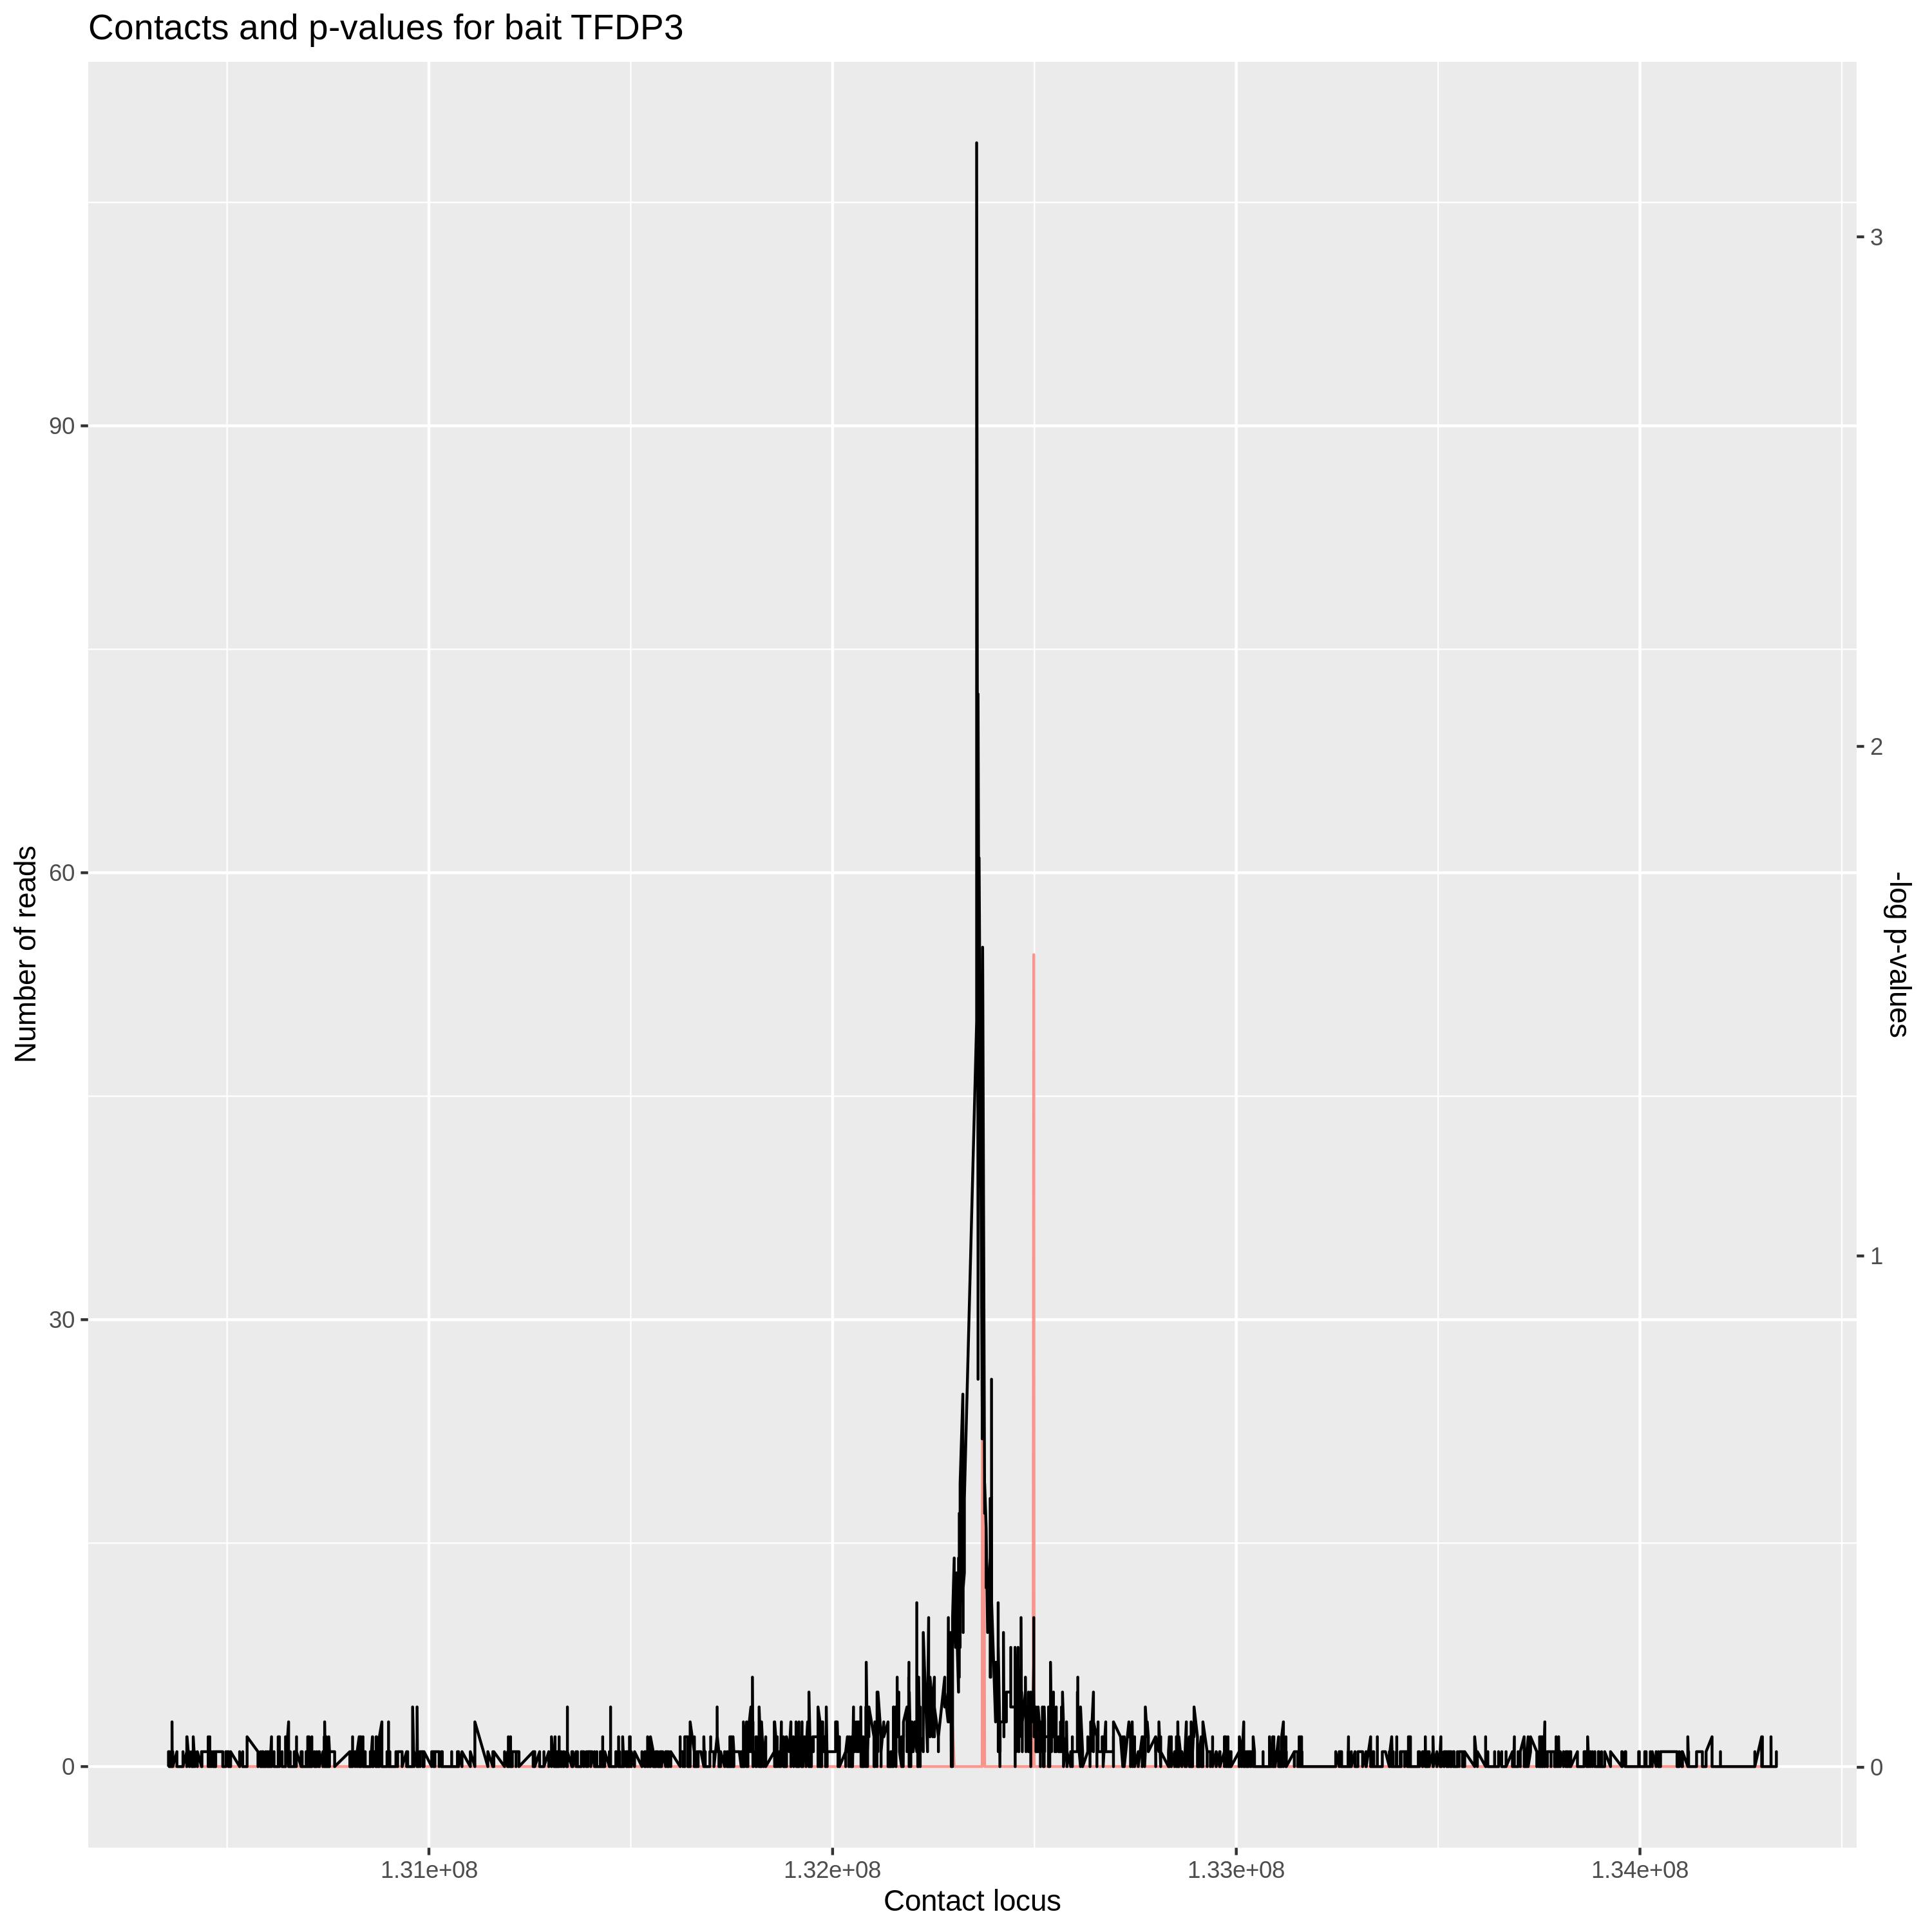 Contacts and p-values for bait TFDP3
90
60
30
0
3
2
1
0
Number of reads
-log p-values
1.31e+08
1.32e+08
1.33e+08
1.34e+08
Contact locus